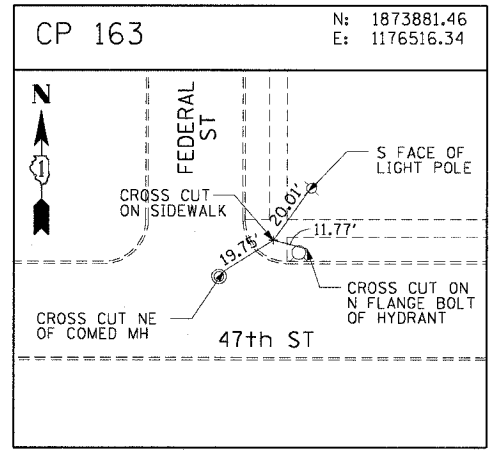 CP 163
N: 1873881.46
E: 1176516.34
N
1
FEDERAL
ST
S FACE OF
LIGHT POLE
CROSS CUT
ON SIDEWALK
20.01'
11.77'
19.75'
CROSS CUT ON
N FLANGE BOLT
OF HYDRANT
CROSS CUT NE
OF COMED MH
47th ST